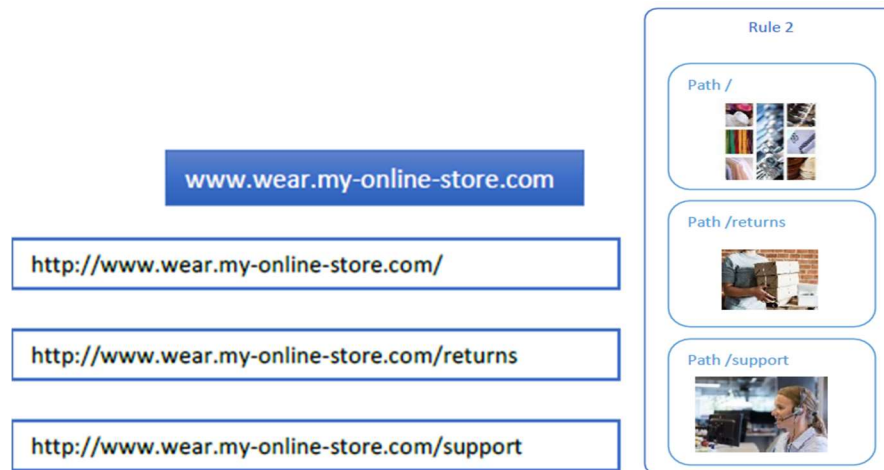 www.wear.my-online-store.com
http://www.wear.my-online-store.com/
http://www.wear.my-online-store.com/returns
http://www.wear.my-online-store.com/support
Rule 2
Path /
Path /returns
Path /support